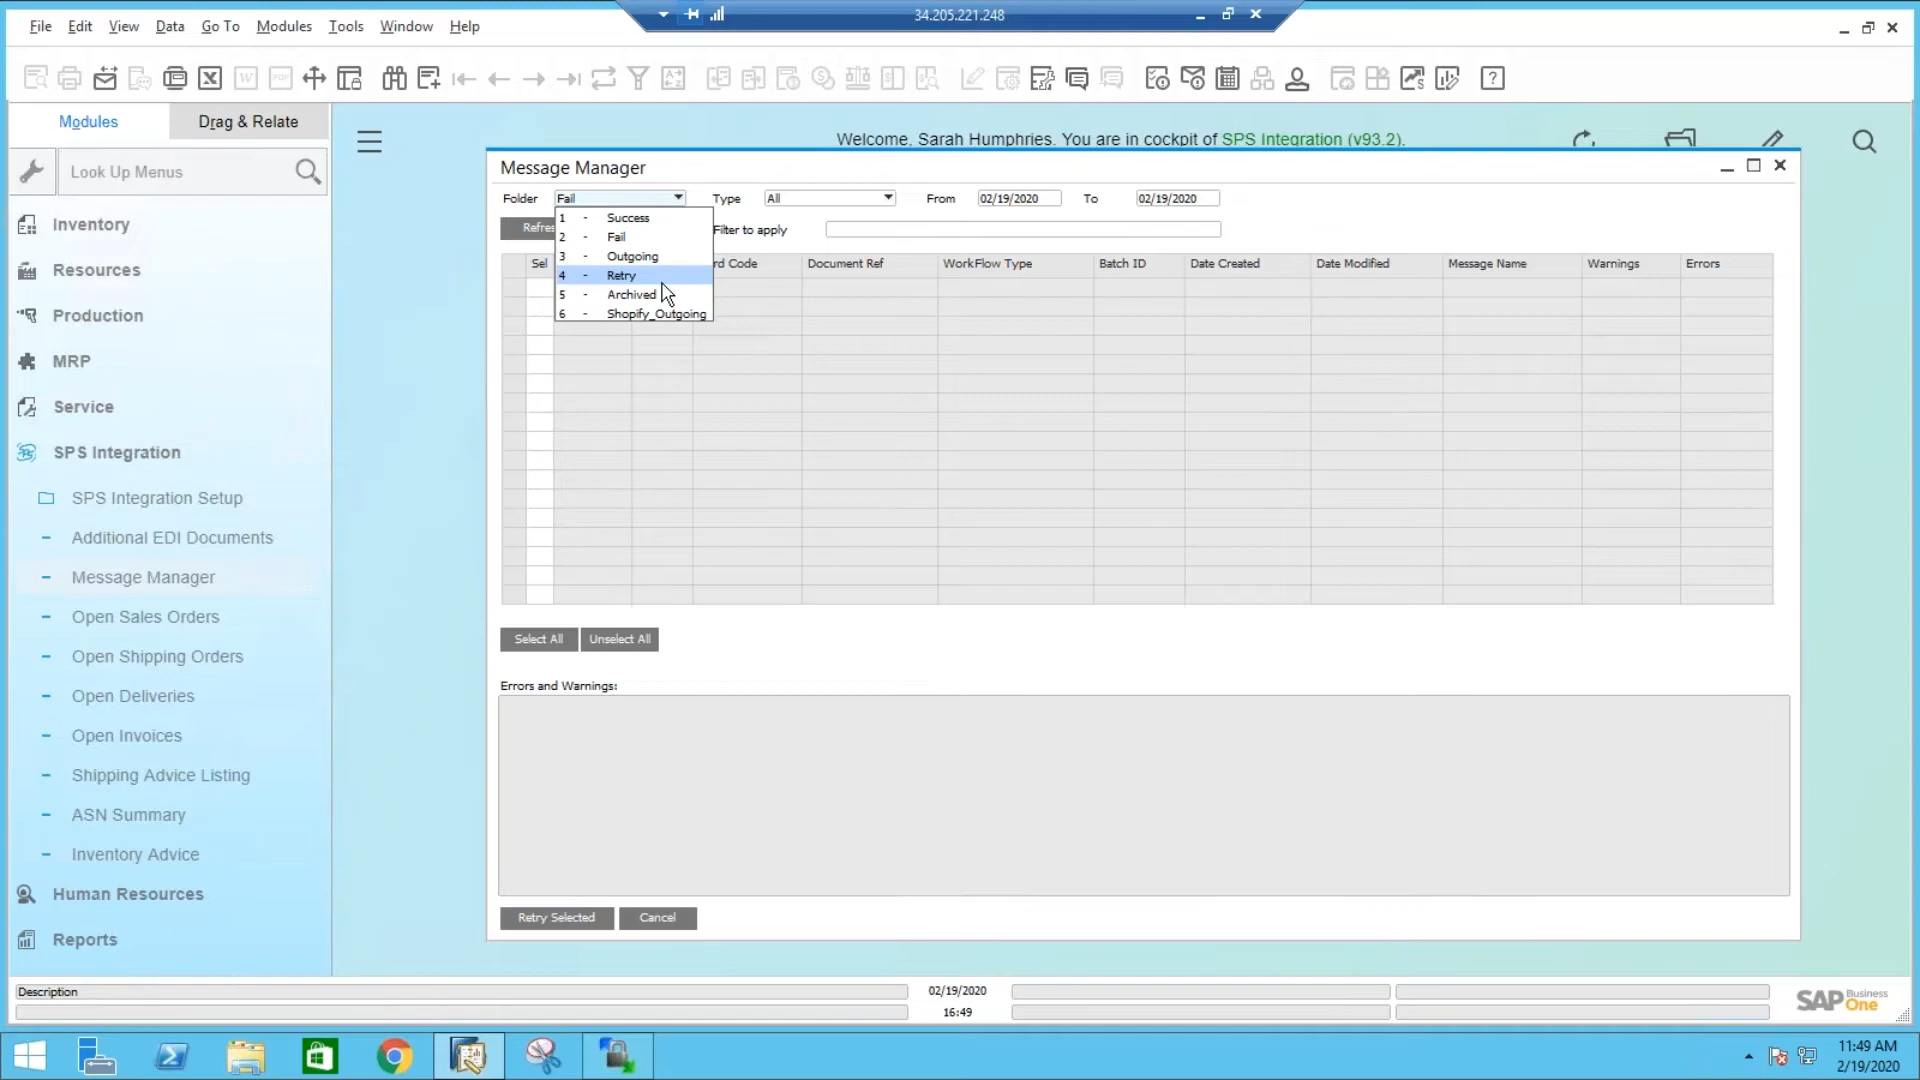 34.205.221.248
File Edit View Data Go To Modules Tools Window Help
Modules Drag & Relate
Look Up Menus
Inventory
Resources
Production
MRP
Service
SPS Integration
SPS Integration Setup
Additional EDI Documents
Message Manager
Open Sales Orders
Open Shipping Orders
Open Deliveries
Open Invoices
Shipping Advice Listing
ASN Summary
Inventory Advice
Human Resources
Reports
Welcome, Sarah Humphries. You are in cockpit of SPS Integration (v93.2).
Message Manager
Folder Fail Type All From 02/19/2020 To 02/19/2020
Refres Filter to apply
1 - Success
2 - Fail
3 - Outgoing
4 - Retry
5 - Archived
6 - Shopify_Outgoing
Sel rd Code Document Ref WorkFlow Type Batch ID Date Created Date Modified Message Name Warnings Errors
Select All Unselect All
Errors and Warnings:
Retry Selected Cancel
Description 02/19/2020
16:49
SAP Business One
11:49 AM
2/19/2020